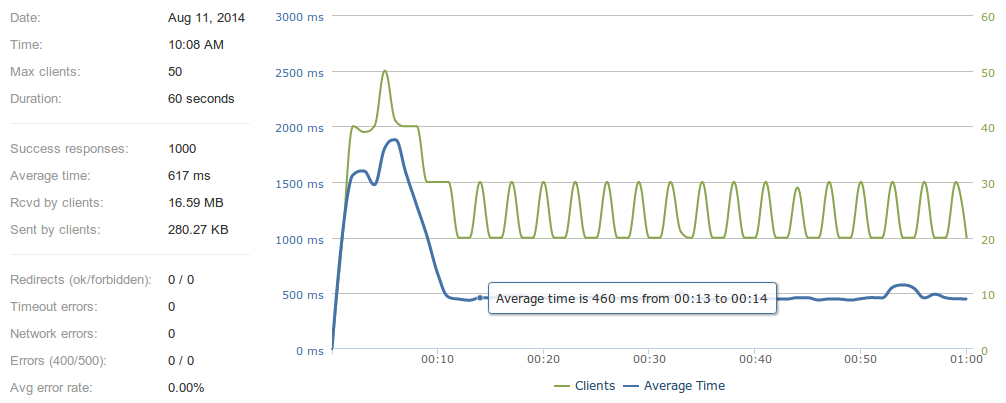 Date: Aug 11, 2014
Time: 10:08 AM
Max clients: 50
Duration: 60 seconds
Success responses: 1000
Average time: 617 ms
Rcvd by clients: 16.59 MB
Sent by clients: 280.27 KB
Redirects (ok/forbidden): 0 / 0
Timeout errors: 0
Network errors: 0
Errors (400/500): 0 / 0
Avg error rate: 0.00%
3000 ms 60
2500 ms 50
2000 ms 40
1500 ms 30
1000 ms 20
500 ms 10
0 ms 0
Average time is 460 ms from 00:13 to 00:14
00:10 00:20 00:30 00:40 00:50 01:00
Clients Average Time